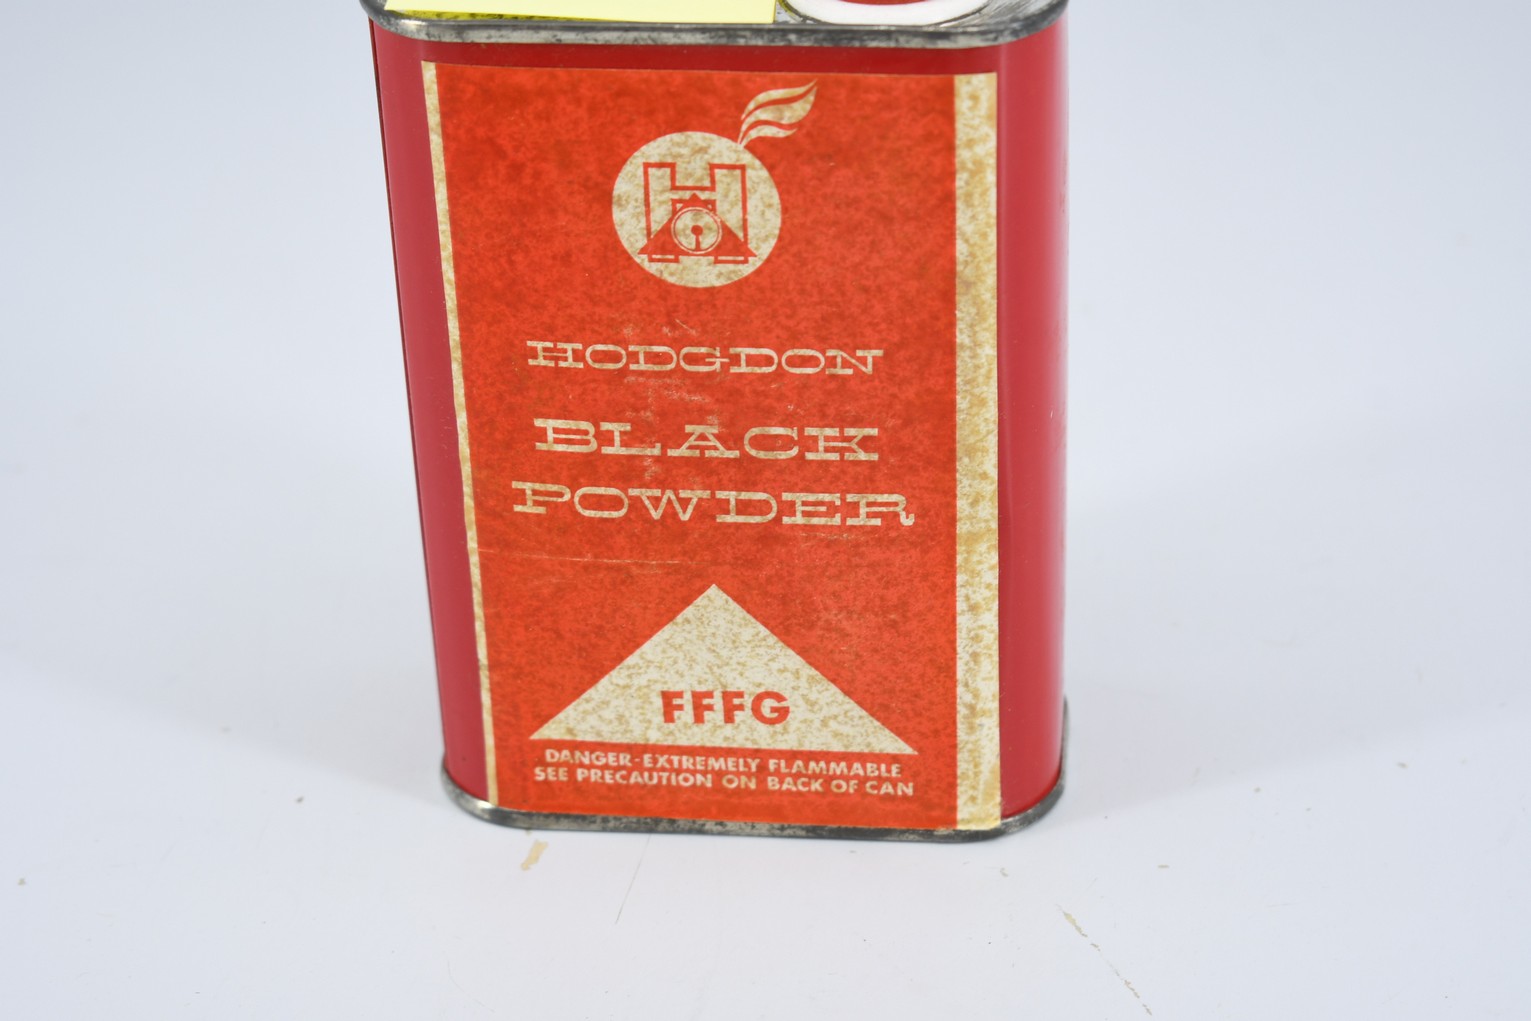 H
HODGDON
BLACK
POWDER
FFFG
DANGER-EXTREMELY FLAMMABLE
SEE PRECAUTION ON BACK OF CAN